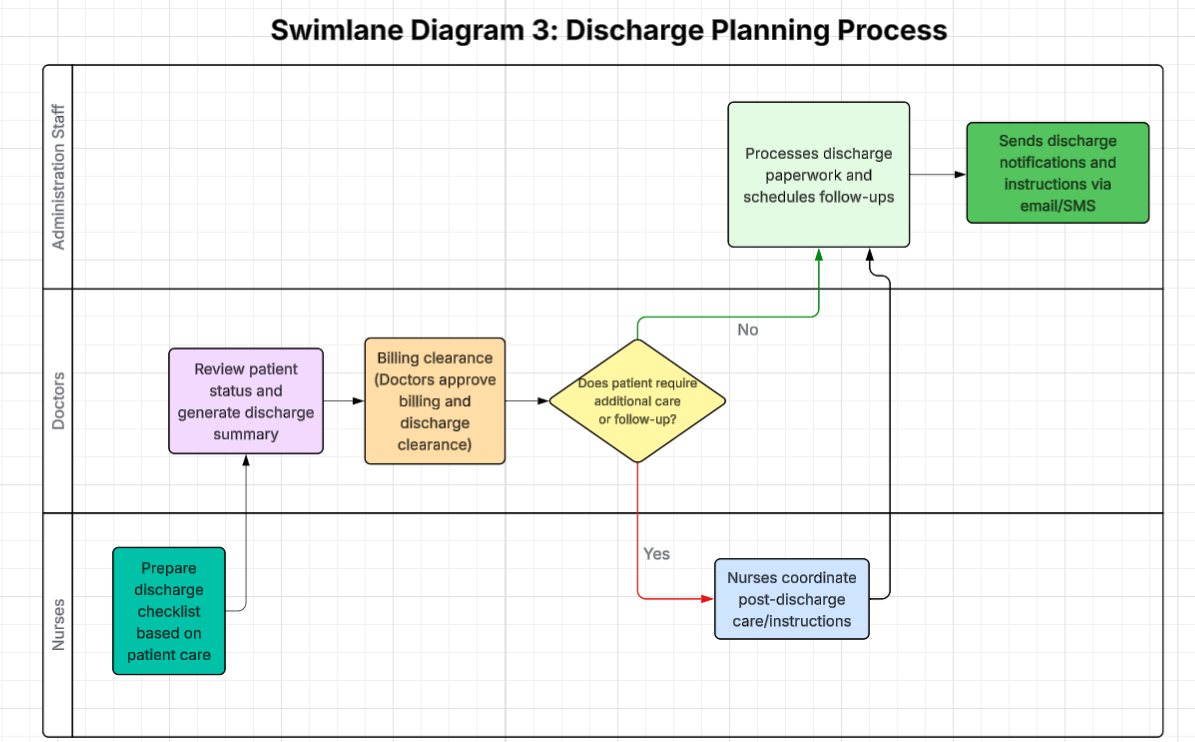 Swimlane Diagram 3: Discharge Planning Process
Administration Staff
Processes discharge
paperwork and
schedules follow-ups
Sends discharge
notifications and
instructions via
email/SMS
Doctors
Review patient
status and
generate discharge
summary
Billing clearance
(Doctors approve
billing and
discharge
clearance)
Does patient require
additional care
or follow-up?
No
Yes
Nurses
Prepare
discharge
checklist
based on
patient care
Nurses coordinate
post-discharge
care/instructions